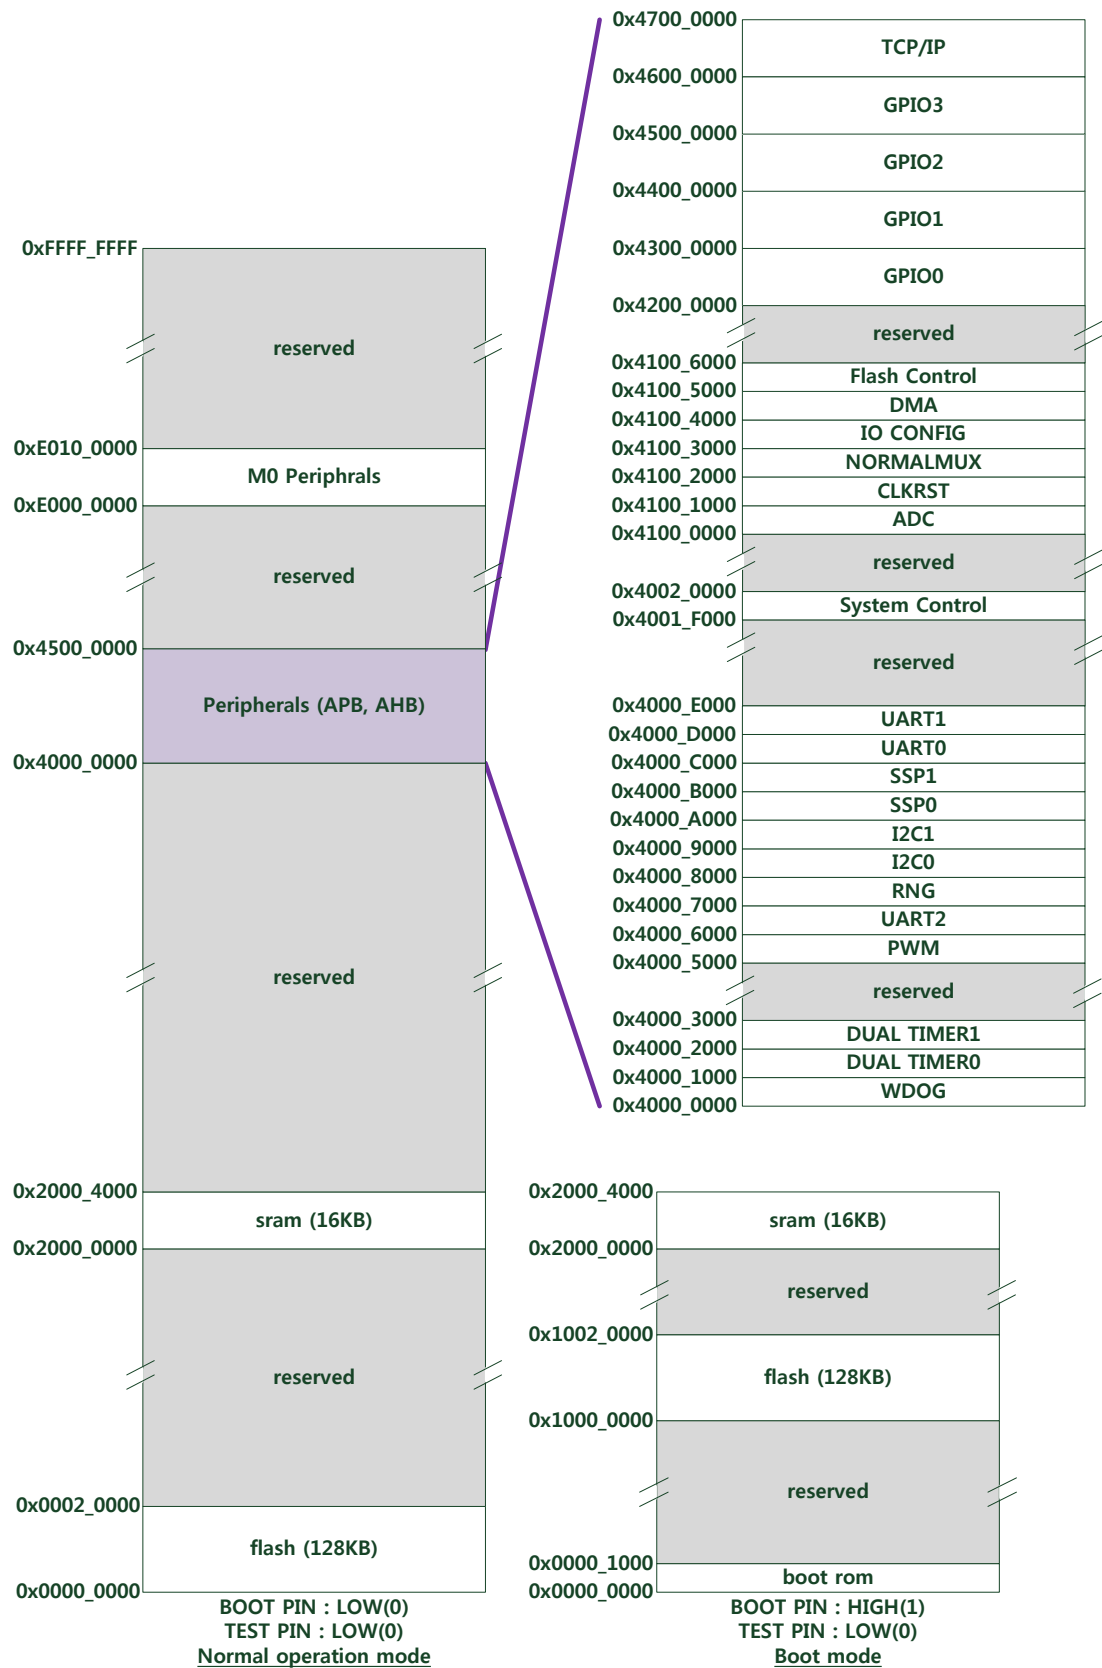 0x4700_0000
TCP/IP
0x4600_0000
GPIO3
0x4500_0000
GPIO2
0x4400_0000
GPIO1
0x4300_0000
GPIO0
0x4200_0000
reserved
0x4100_6000
Flash Control
0x4100_5000
DMA
0x4100_4000
IO CONFIG
0x4100_3000
NORMALMUX
0x4100_2000
CLKRST
0x4100_1000
ADC
0x4100_0000
reserved
0x4002_0000
System Control
0x4001_F000
reserved
0x4000_E000
UART1
0x4000_D000
UART0
0x4000_C000
SSP1
0x4000_B000
SSP0
0x4000_A000
I2C1
0x4000_9000
I2C0
0x4000_8000
RNG
0x4000_7000
UART2
0x4000_6000
PWM
0x4000_5000
reserved
0x4000_3000
DUAL TIMER1
0x4000_2000
DUAL TIMER0
0x4000_1000
WDOG
0x4000_0000
0xFFFF_FFFF
reserved
0xE010_0000
M0 Periphrals
0xE000_0000
reserved
0x4500_0000
Peripherals (APB, AHB)
0x4000_0000
reserved
0x2000_4000
sram (16KB)
0x2000_0000
reserved
0x0002_0000
flash (128KB)
0x0000_0000
BOOT PIN : LOW(0)
TEST PIN : LOW(0)
Normal operation mode
0x2000_4000
sram (16KB)
0x2000_0000
reserved
0x1002_0000
flash (128KB)
0x1000_0000
reserved
0x0000_1000
boot rom
0x0000_0000
BOOT PIN : HIGH(1)
TEST PIN : LOW(0)
Boot mode